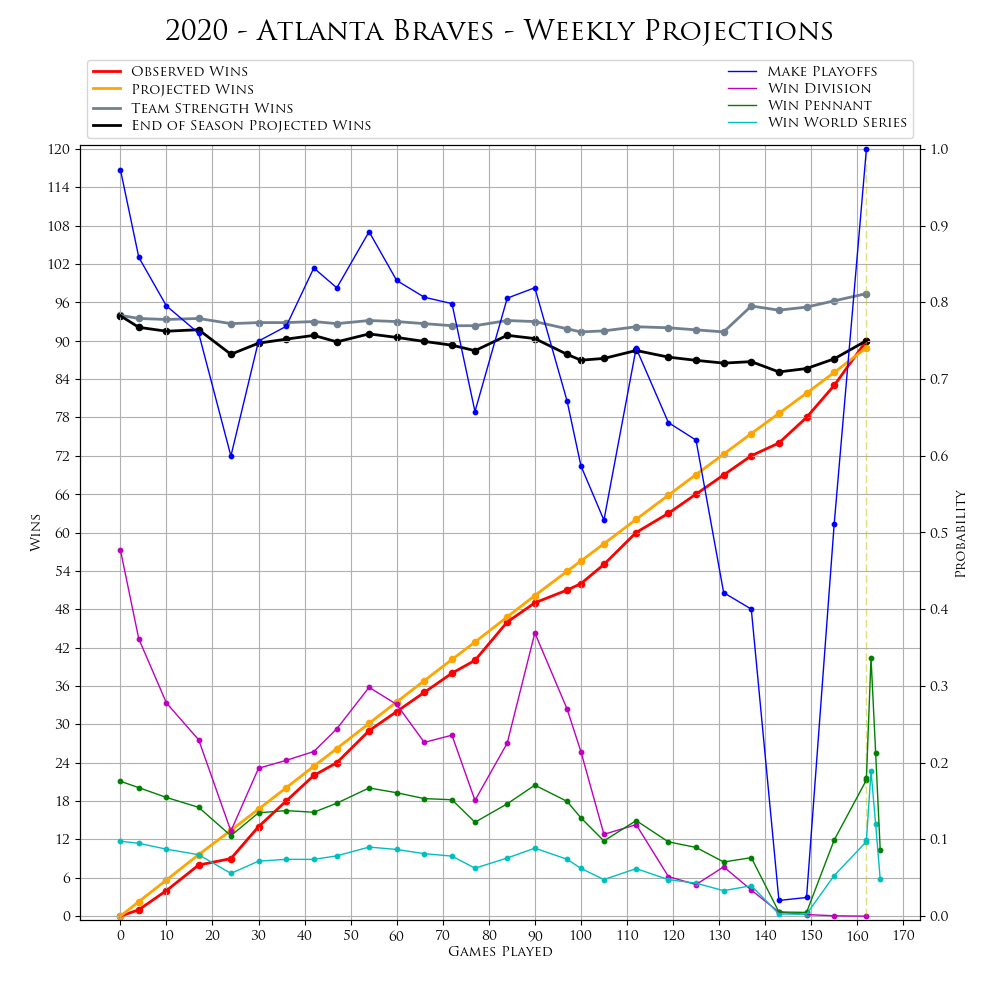 2020 - Atlanta Braves - Weekly Projections
Observed Wins
Projected Wins
Team Strength Wins
End of Season Projected Wins
Make Playoffs
Win Division
Win Pennant
Win World Series
120
114
108
102
96
90
84
78
72
66
60
54
48
42
36
30
24
18
12
6
0
Wins
1.0
0.9
0.8
0.7
0.6
0.5
0.4
0.3
0.2
0.1
0.0
Probability
0 10 20 30 40 50 60 70 80 90 100 110 120 130 140 150 160 170
Games Played